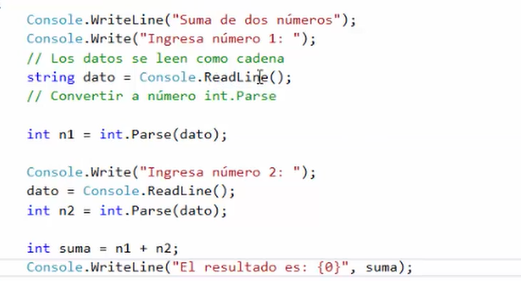 Console.WriteLine("Suma de dos números");
Console.Write("Ingresa número 1: ");
// Los datos se leen como cadena
string dato = Console.ReadLine();
// Convertir a número int.Parse
int n1 = int.Parse(dato);
Console.Write("Ingresa número 2: ");
dato = Console.ReadLine();
int n2 = int.Parse(dato);
int suma = n1 + n2;
Console.WriteLine("El resultado es: {0}", suma);